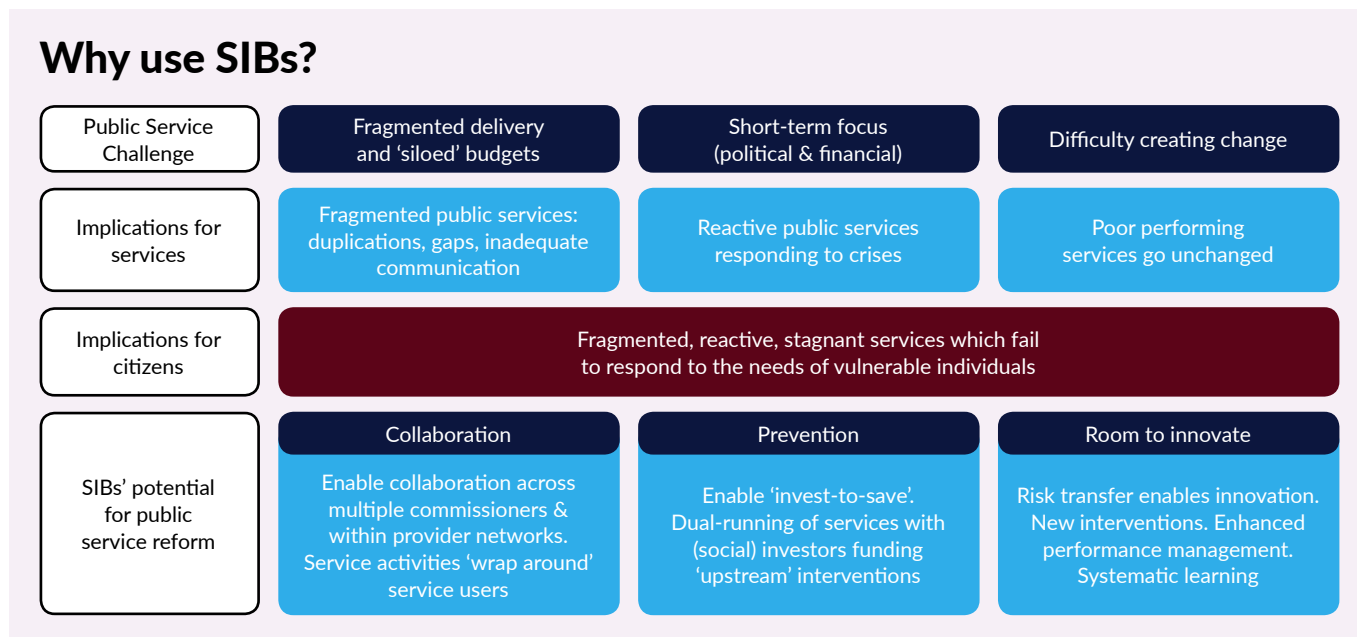 Why use SIBs?
Public Service
Challenge
Fragmented delivery
and ‘siloed’ budgets
Short-term focus
(political & financial)
Difficulty creating change
Implications for
services
Fragmented public services:
duplications, gaps, inadequate
communication
Reactive public services
responding to crises
Poor performing
services go unchanged
Implications for
citizens
Fragmented, reactive, stagnant services which fail
to respond to the needs of vulnerable individuals
SIBs’ potential
for public
service reform
Collaboration
Enable collaboration across
multiple commissioners &
within provider networks.
Service activities ‘wrap around’
service users
Prevention
Enable ‘invest-to-save’.
Dual-running of services with
(social) investors funding
‘upstream’ interventions
Room to innovate
Risk transfer enables innovation.
New interventions. Enhanced
performance management.
Systematic learning